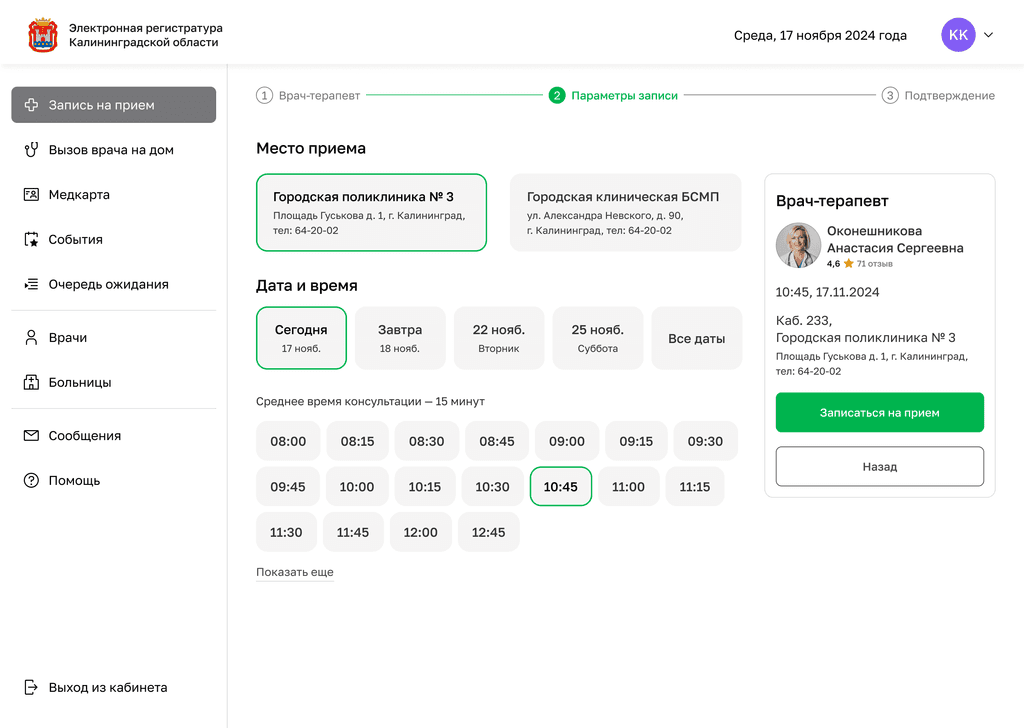 Электронная регистратура
Калининградской области
Среда, 17 ноября 2024 года
КК
Запись на прием
Вызов врача на дом
Медкарта
События
Очередь ожидания
Врачи
Больницы
Сообщения
Помощь
Выход из кабинета
1 Врач-терапевт
2 Параметры записи
3 Подтверждение
Место приема
Городская поликлиника № 3
Площадь Гуськова д. 1, г. Калининград,
тел: 64-20-02
Городская клиническая БСМП
ул. Александра Невского, д. 90,
г. Калининград, тел: 64-20-02
Дата и время
Сегодня
17 нояб.
Завтра
18 нояб.
22 нояб.
Вторник
25 нояб.
Суббота
Все даты
Среднее время консультации — 15 минут
08:00 08:15 08:30 08:45 09:00 09:15 09:30
09:45 10:00 10:15 10:30 10:45 11:00 11:15
11:30 11:45 12:00 12:45
Показать еще
Врач-терапевт
Оконешникова
Анастасия Сергеевна
4,6 71 отзыв
10:45, 17.11.2024
Каб. 233,
Городская поликлиника № 3
Площадь Гуськова д. 1, г. Калининград,
тел: 64-20-02
Записаться на прием
Назад